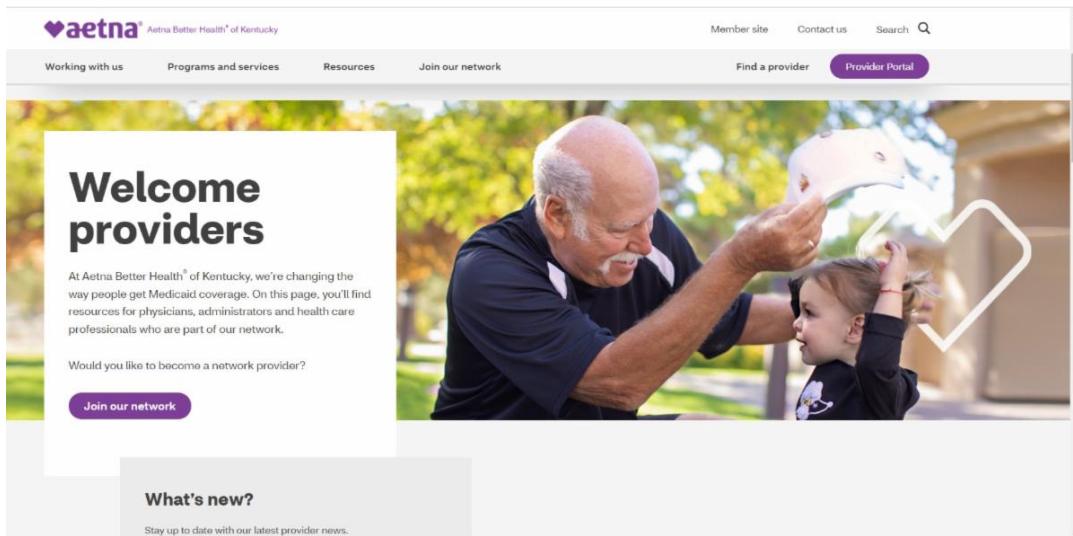 aetna® Aetna Better Health® of Kentucky
Member site Contact us Search
Working with us Programs and services Resources Join our network Find a provider Provider Portal
Welcome
providers
At Aetna Better Health® of Kentucky, we're changing the
way people get Medicaid coverage. On this page, you'll find
resources for physicians, administrators and health care
professionals who are part of our network.
Would you like to become a network provider?
Join our network
What's new?
Stay up to date with our latest provider news.